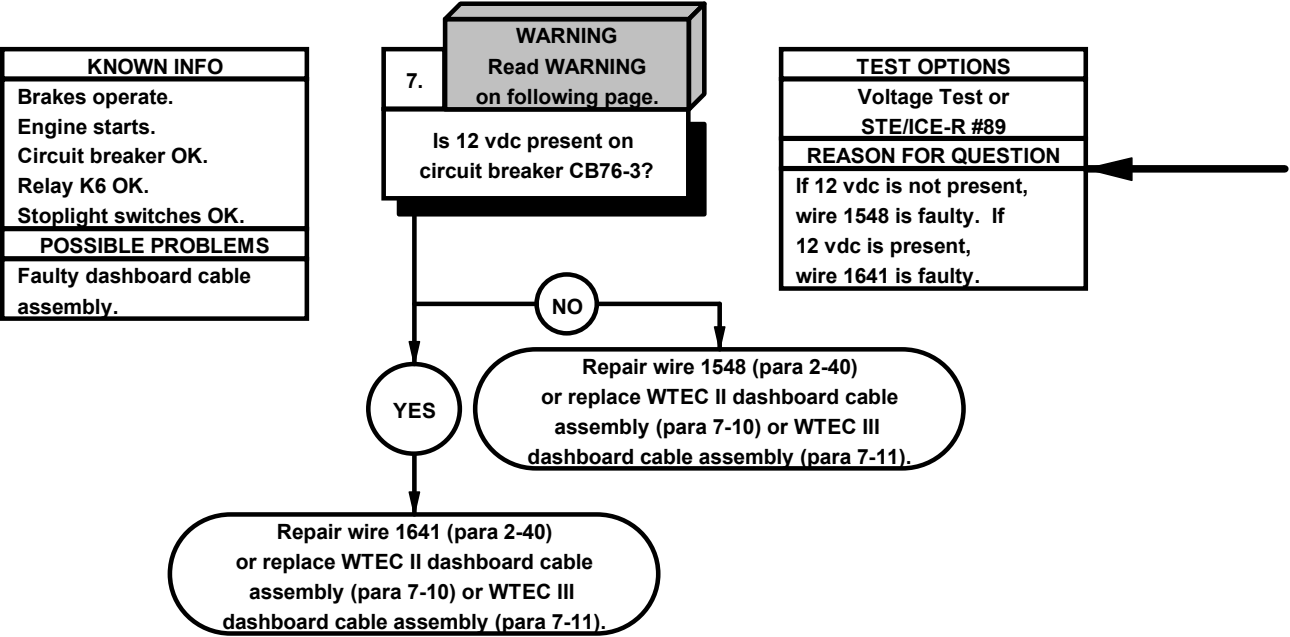 KNOWN INFO
Brakes operate.
Engine starts.
Circuit breaker OK.
Relay K6 OK.
Stoplight switches OK.
POSSIBLE PROBLEMS
Faulty dashboard cable
assembly.
7.
WARNING
Read WARNING
on following page.
Is 12 vdc present on
circuit breaker CB76-3?
TEST OPTIONS
Voltage Test or
STE/ICE-R #89
REASON FOR QUESTION
If 12 vdc is not present,
wire 1548 is faulty. If
12 vdc is present,
wire 1641 is faulty.
NO
Repair wire 1548 (para 2-40)
or replace WTEC II dashboard cable
assembly (para 7-10) or WTEC III
dashboard cable assembly (para 7-11).
YES
Repair wire 1641 (para 2-40)
or replace WTEC II dashboard cable
assembly (para 7-10) or WTEC III
dashboard cable assembly (para 7-11).